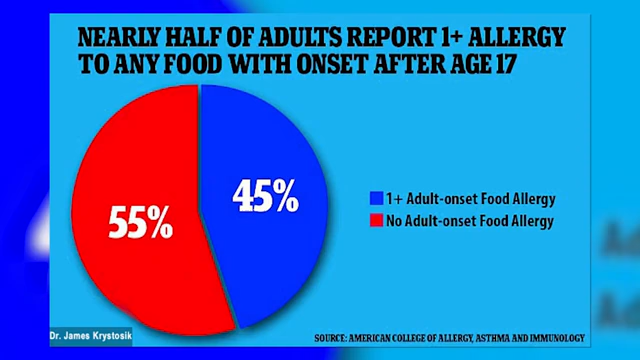 NEARLY HALF OF ADULTS REPORT 1+ ALLERGY
TO ANY FOOD WITH ONSET AFTER AGE 17
45%
55%
1+ Adult-onset Food Allergy
No Adult-onset Food Allergy
Dr. James Krystosik
SOURCE: AMERICAN COLLEGE OF ALLERGY, ASTHMA AND IMMUNOLOGY